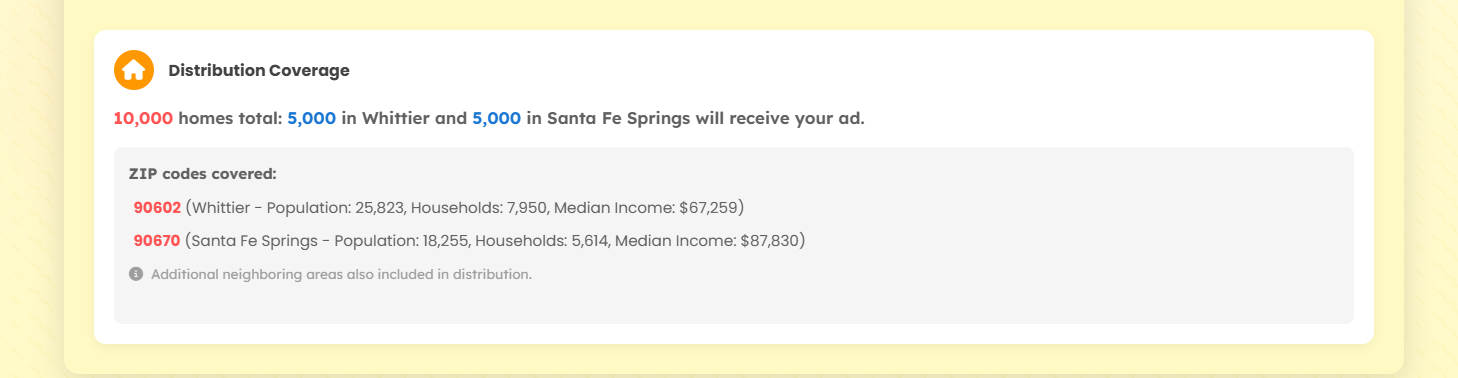 Distribution Coverage
10,000 homes total: 5,000 in Whittier and 5,000 in Santa Fe Springs will receive your ad.
ZIP codes covered:
90602 (Whittier - Population: 25,823, Households: 7,950, Median Income: $67,259)
90670 (Santa Fe Springs - Population: 18,255, Households: 5,614, Median Income: $87,830)
Additional neighboring areas also included in distribution.